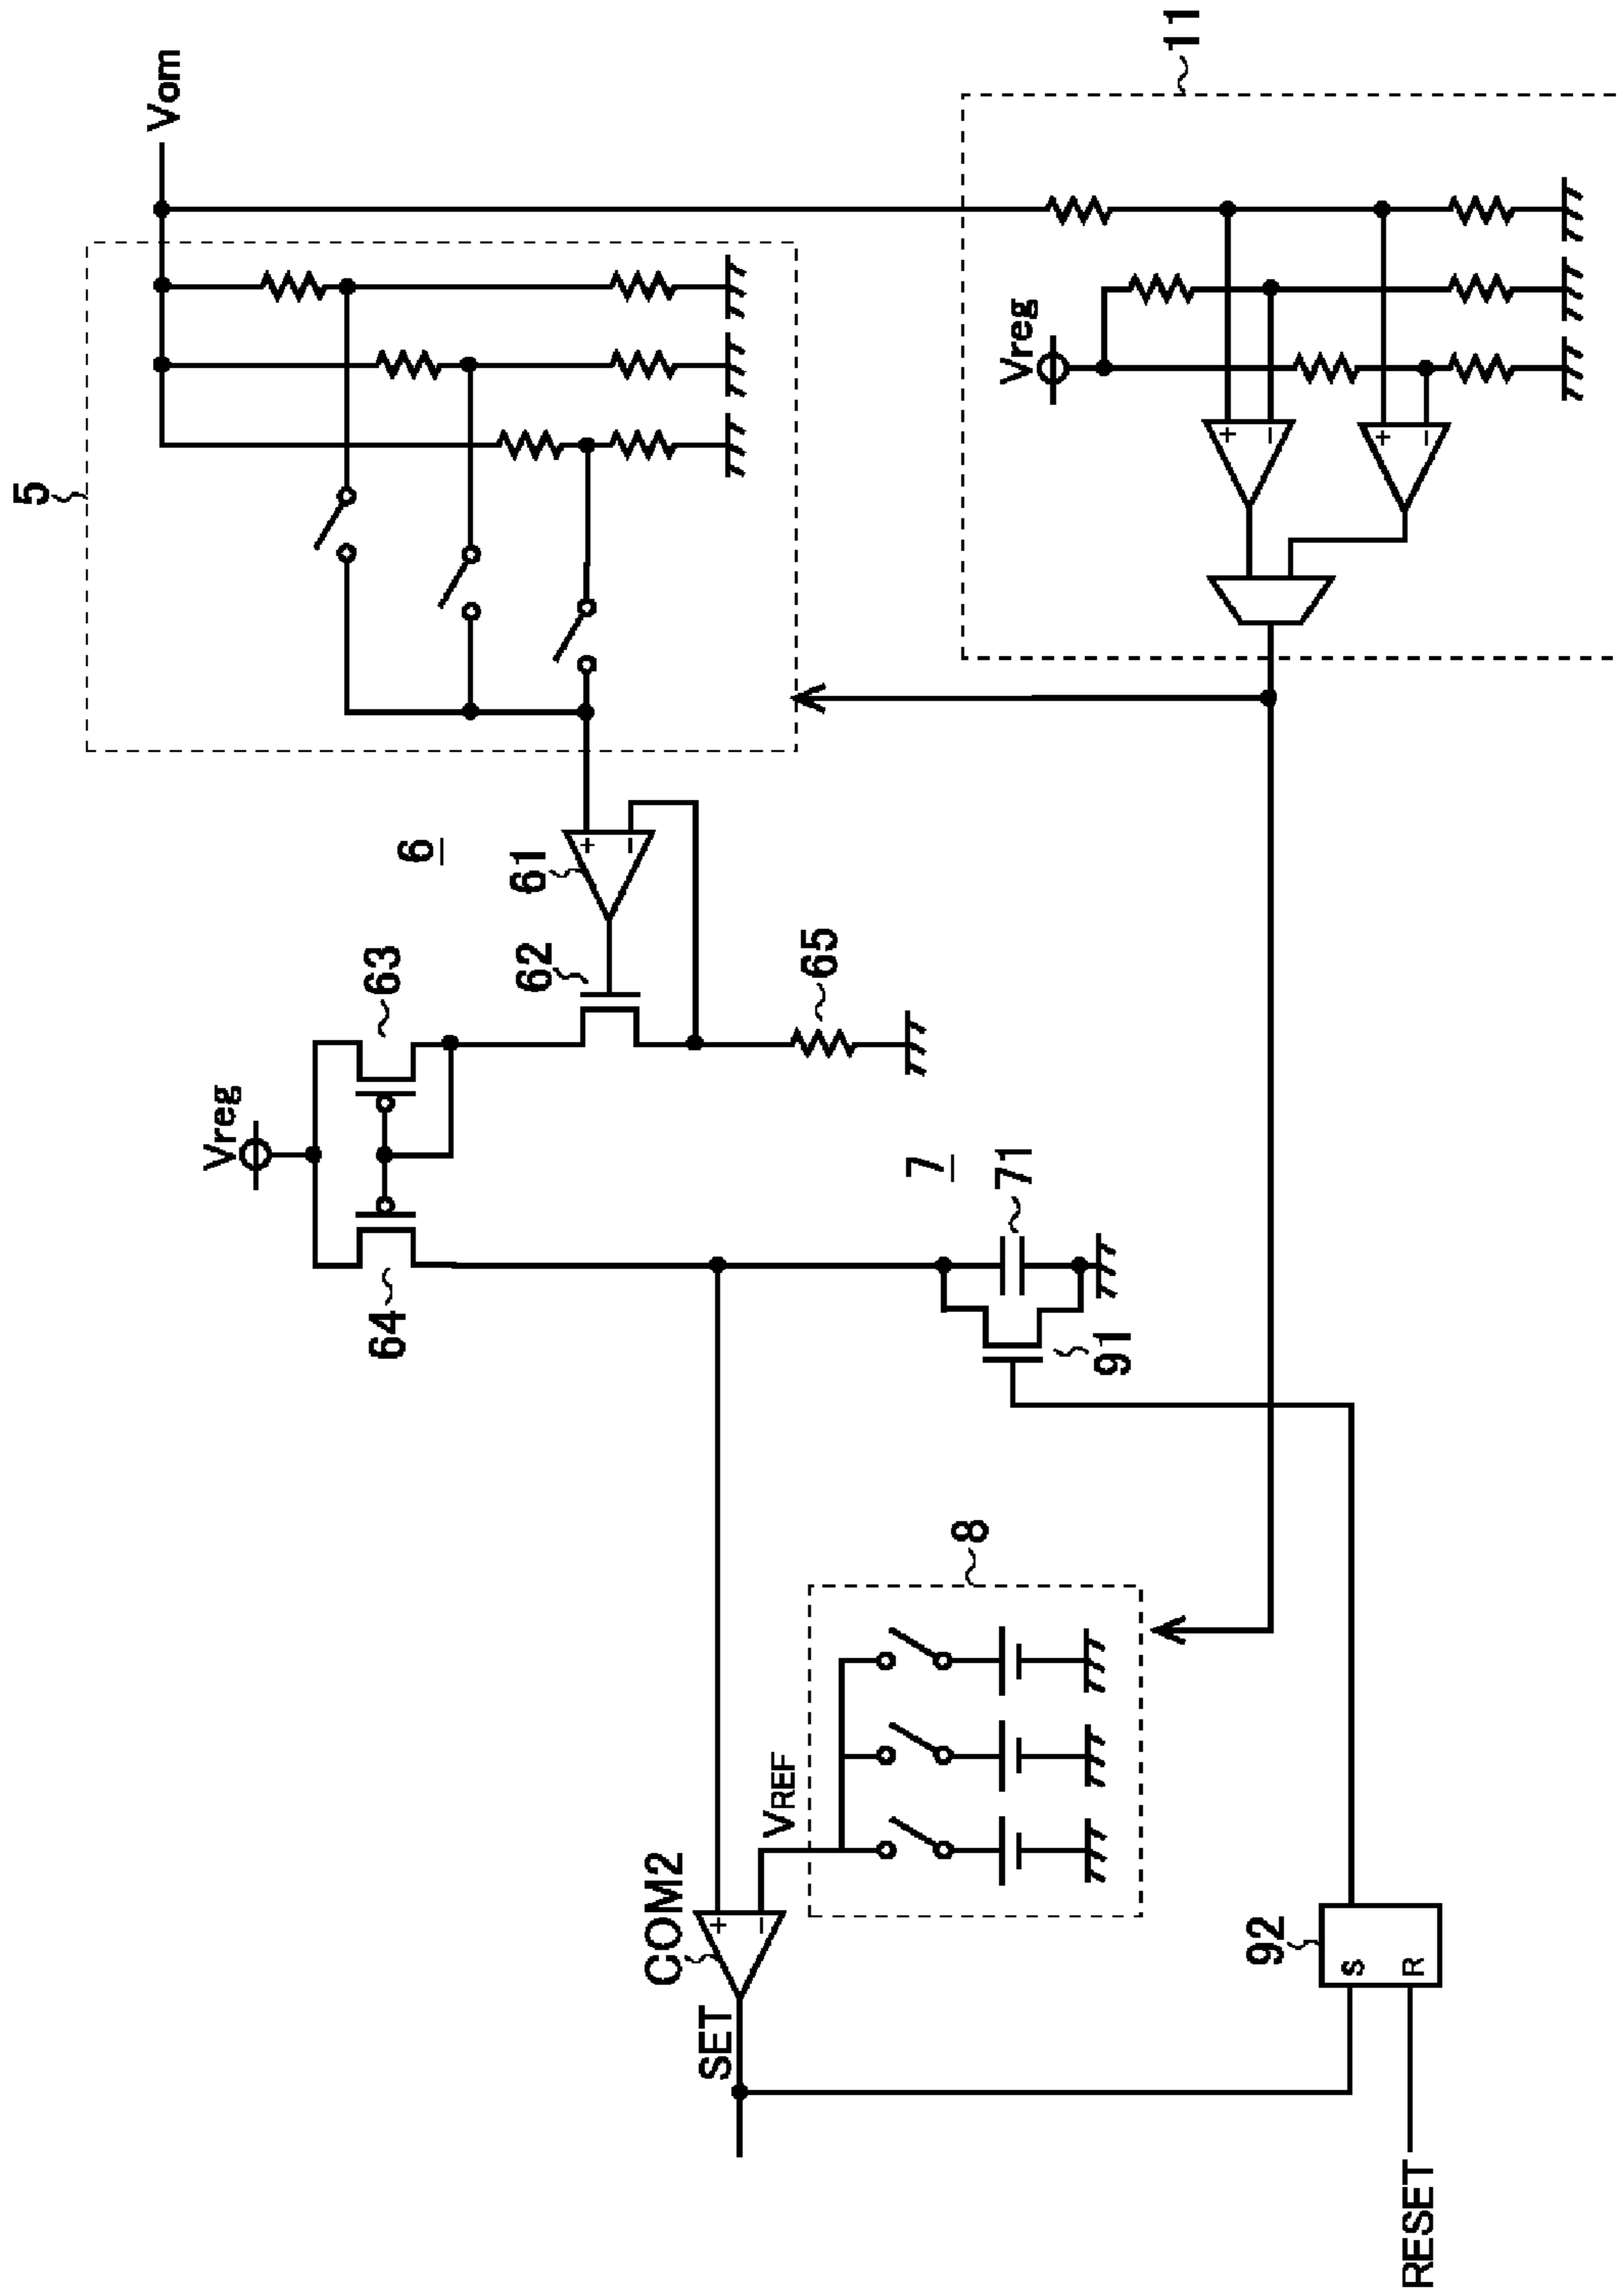 Vom
5
11
Vreg
+
−
+
−
6
61
+
−
62
63
65
Vreg
64
7
71
91
8
VREF
COM2
+
−
SET
92
S
R
RESET